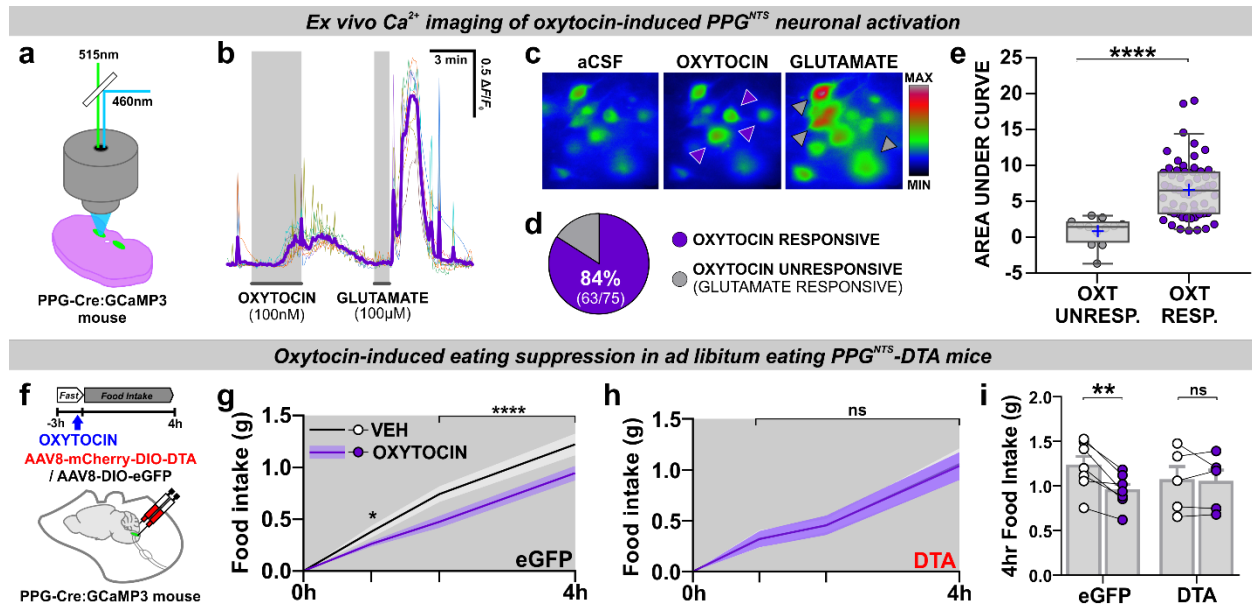 Ex vivo Ca²⁺ imaging of oxytocin-induced PPGᴺᵀˢ neuronal activation
a
515nm
460nm
PPG-Cre:GCaMP3
mouse
b
3 min
0.5 ΔF/F₀
OXYTOCIN
(100nM)
GLUTAMATE
(100μM)
c
aCSF
OXYTOCIN
GLUTAMATE
MAX
MIN
d
84%
(63/75)
OXYTOCIN RESPONSIVE
OXYTOCIN UNRESPONSIVE
(GLUTAMATE RESPONSIVE)
e
AREA UNDER CURVE
25
20
15
10
5
0
-5
****
OXT
UNRESP.
OXT
RESP.
Oxytocin-induced eating suppression in ad libitum eating PPGᴺᵀˢ-DTA mice
f
Fast
Food Intake
-3h
4h
OXYTOCIN
AAV8-mCherry-DIO-DTA
/ AAV8-DIO-eGFP
PPG-Cre:GCaMP3 mouse
g
Food intake (g)
1.5
1.0
0.5
0.0
VEH
OXYTOCIN
****
*
eGFP
0h
4h
h
Food intake (g)
1.5
1.0
0.5
0.0
ns
DTA
0h
4h
i
4hr Food Intake (g)
2.0
1.5
1.0
0.5
0.0
**
ns
eGFP
DTA